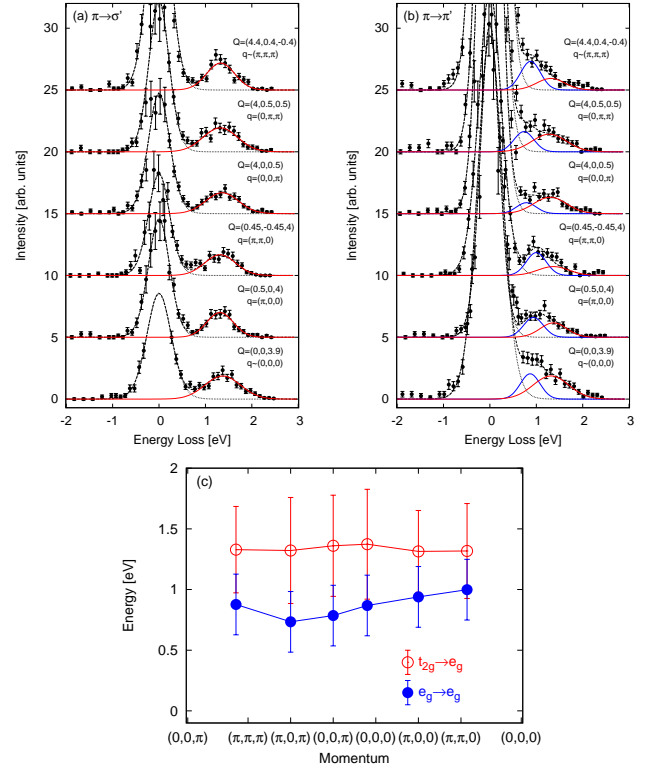 (a) π→σ'
Q=(4.4,0.4,-0.4)
q~(π,π,π)
Q=(4,0.5,0.5)
q=(0,π,π)
Q=(4,0,0.5)
q=(0,0,π)
Q=(0.45,-0.45,4)
q=(π,π,0)
Q=(0.5,0,4)
q=(π,0,0)
Q=(0,0,3.9)
q~(0,0,0)
30
25
20
15
10
5
0
Intensity [arb. units]
-2 -1 0 1 2 3
Energy Loss [eV]
(b) π→π'
Q=(4.4,0.4,-0.4)
q~(π,π,π)
Q=(4,0.5,0.5)
q=(0,π,π)
Q=(4,0,0.5)
q=(0,0,π)
Q=(0.45,-0.45,4)
q=(π,π,0)
Q=(0.5,0,4)
q=(π,0,0)
Q=(0,0,3.9)
q~(0,0,0)
30
25
20
15
10
5
0
Intensity [arb. units]
-2 -1 0 1 2 3
Energy Loss [eV]
(c)
2
1.5
1
0.5
0
Energy [eV]
t2g→eg
eg→eg
(0,0,π) (π,π,π) (π,0,π) (0,0,π) (0,0,0) (π,0,0) (π,π,0) (0,0,0)
Momentum